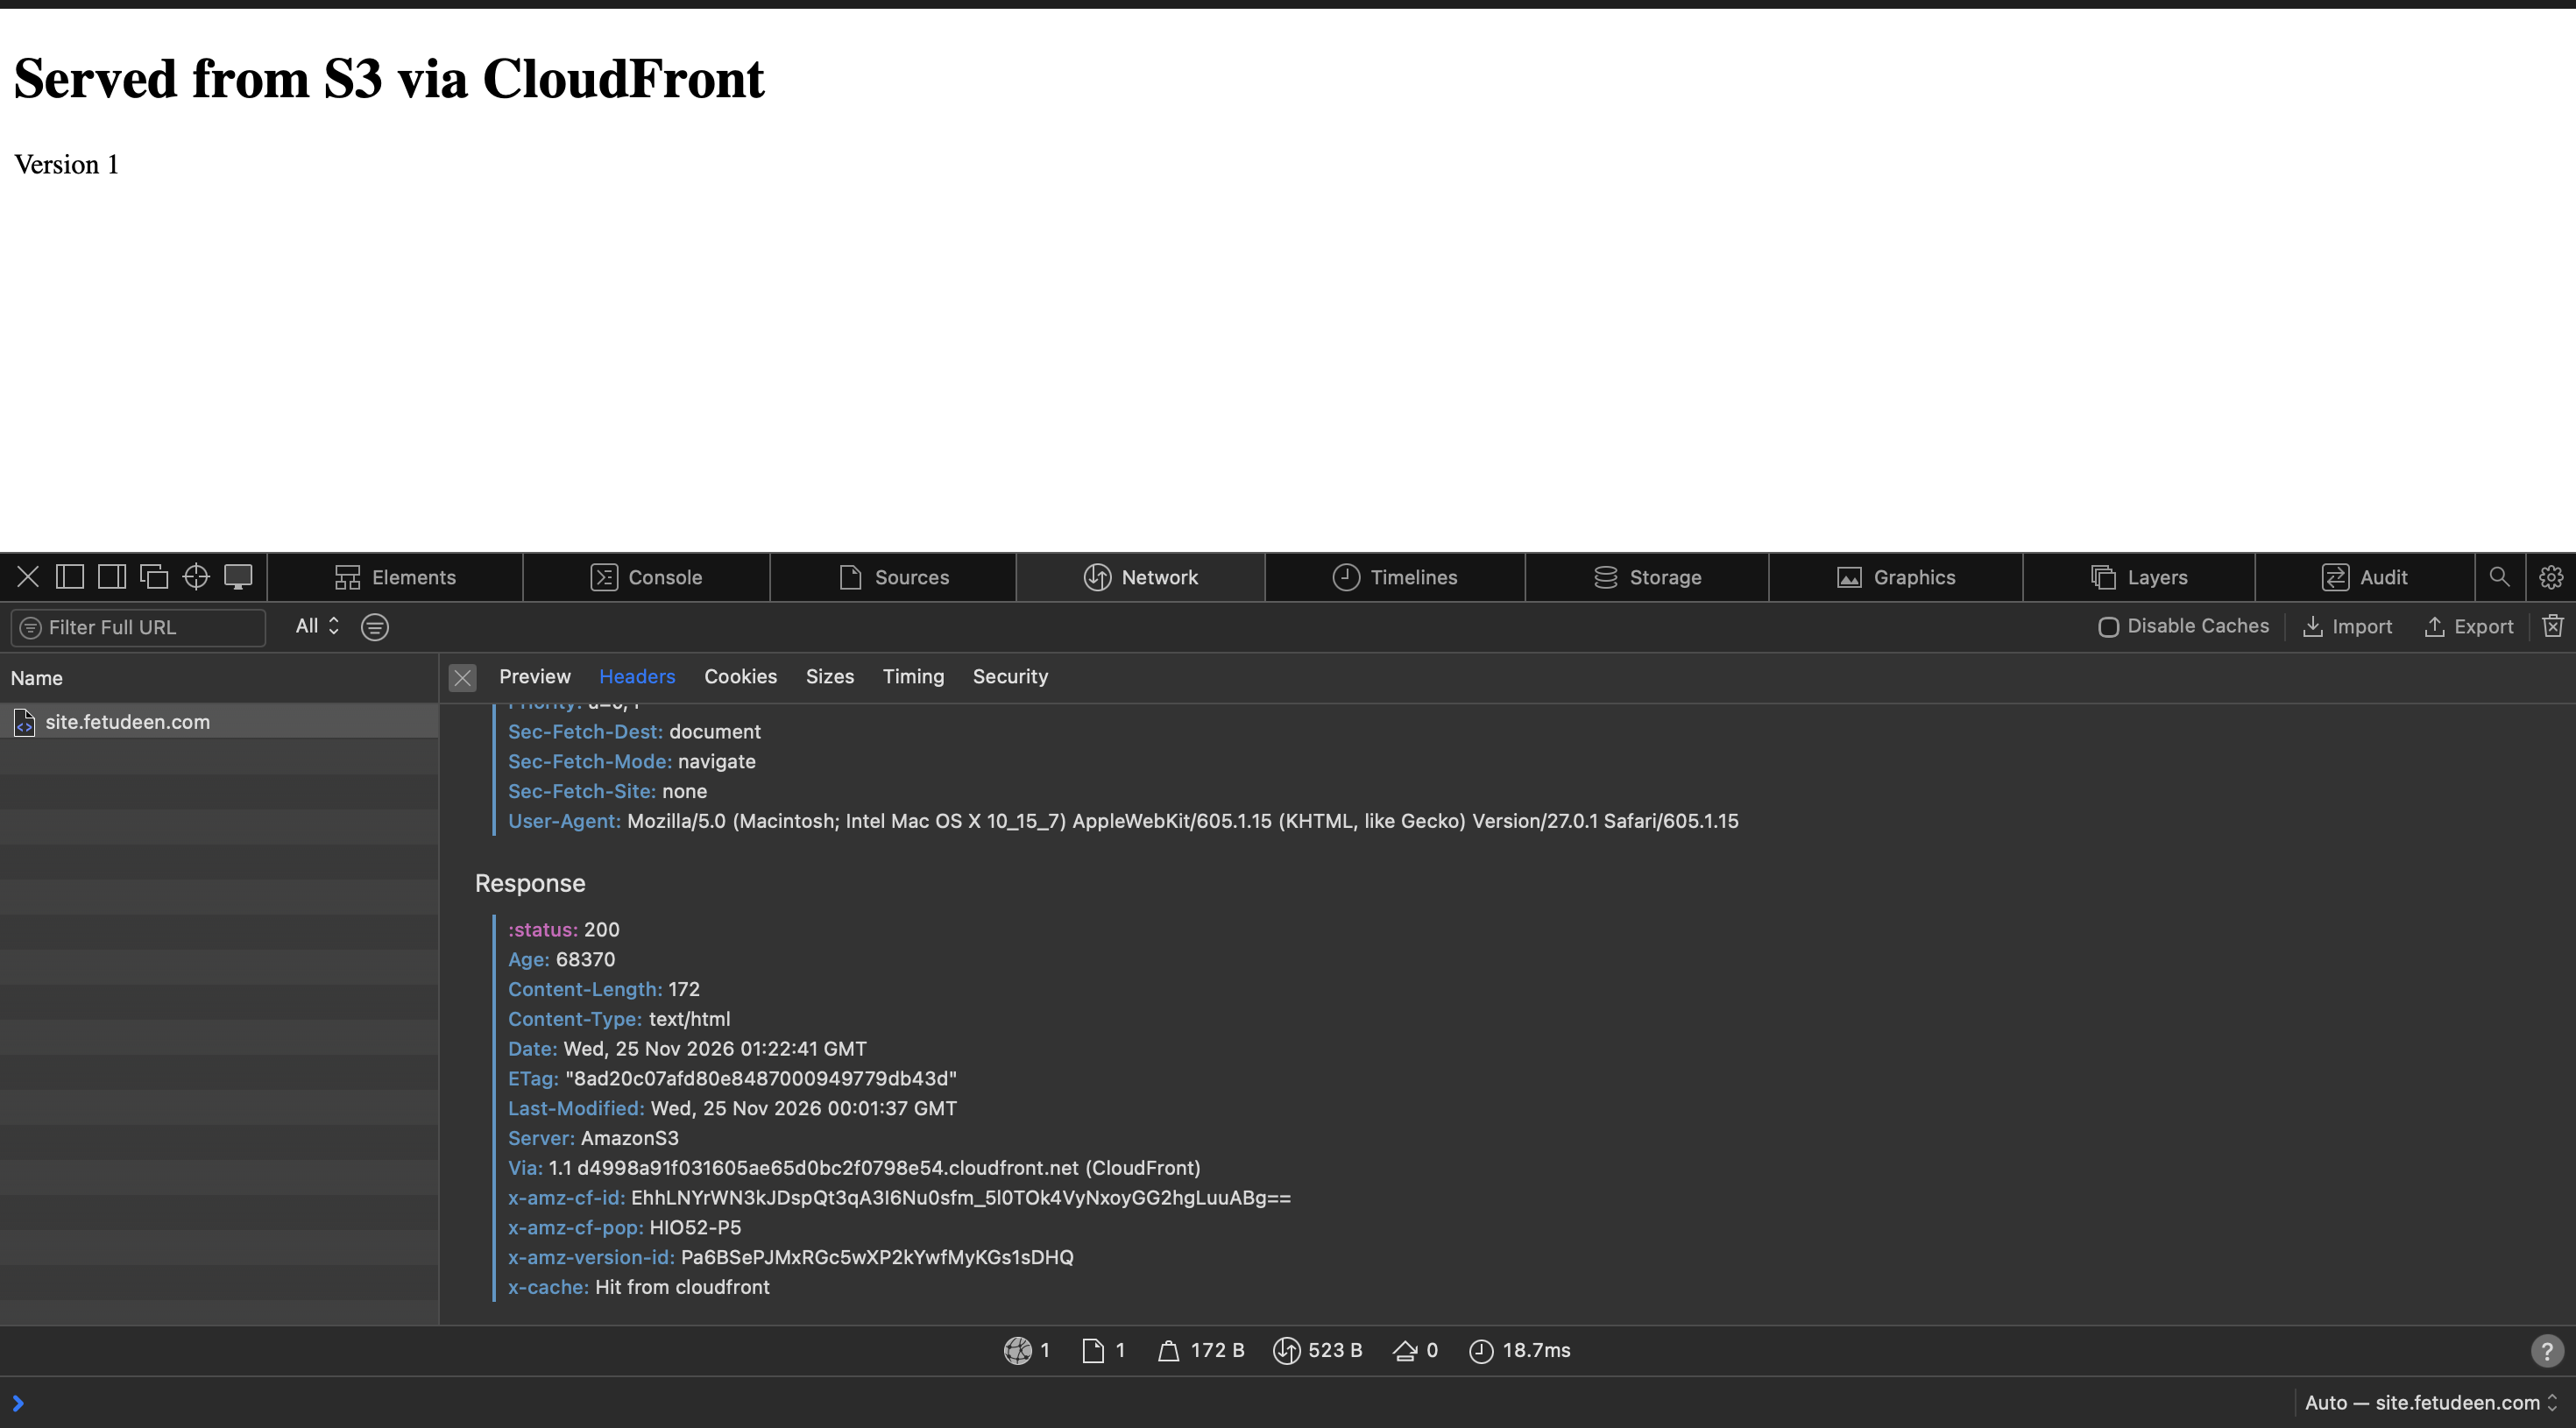 Served from S3 via CloudFront
Version 1
Elements Console Sources Network Timelines Storage Graphics Layers Audit
Filter Full URL All Disable Caches Import Export
Name Preview Headers Cookies Sizes Timing Security
site.fetudeen.com
Sec-Fetch-Dest: document
Sec-Fetch-Mode: navigate
Sec-Fetch-Site: none
User-Agent: Mozilla/5.0 (Macintosh; Intel Mac OS X 10_15_7) AppleWebKit/605.1.15 (KHTML, like Gecko) Version/27.0.1 Safari/605.1.15
Response
:status: 200
Age: 68370
Content-Length: 172
Content-Type: text/html
Date: Wed, 25 Nov 2026 01:22:41 GMT
ETag: "8ad20c07afd80e8487000949779db43d"
Last-Modified: Wed, 25 Nov 2026 00:01:37 GMT
Server: AmazonS3
Via: 1.1 d4998a91f031605ae65d0bc2f0798e54.cloudfront.net (CloudFront)
x-amz-cf-id: EhhLNYrWN3kJDspQt3qA3I6Nu0sfm_5l0TOk4VyNxoyGG2hgLuuABg==
x-amz-cf-pop: HIO52-P5
x-amz-version-id: Pa6BSePJMxRGc5wXP2kYwfMyKGs1sDHQ
x-cache: Hit from cloudfront
1 1 172 B 523 B 0 18.7ms ?
Auto — site.fetudeen.com